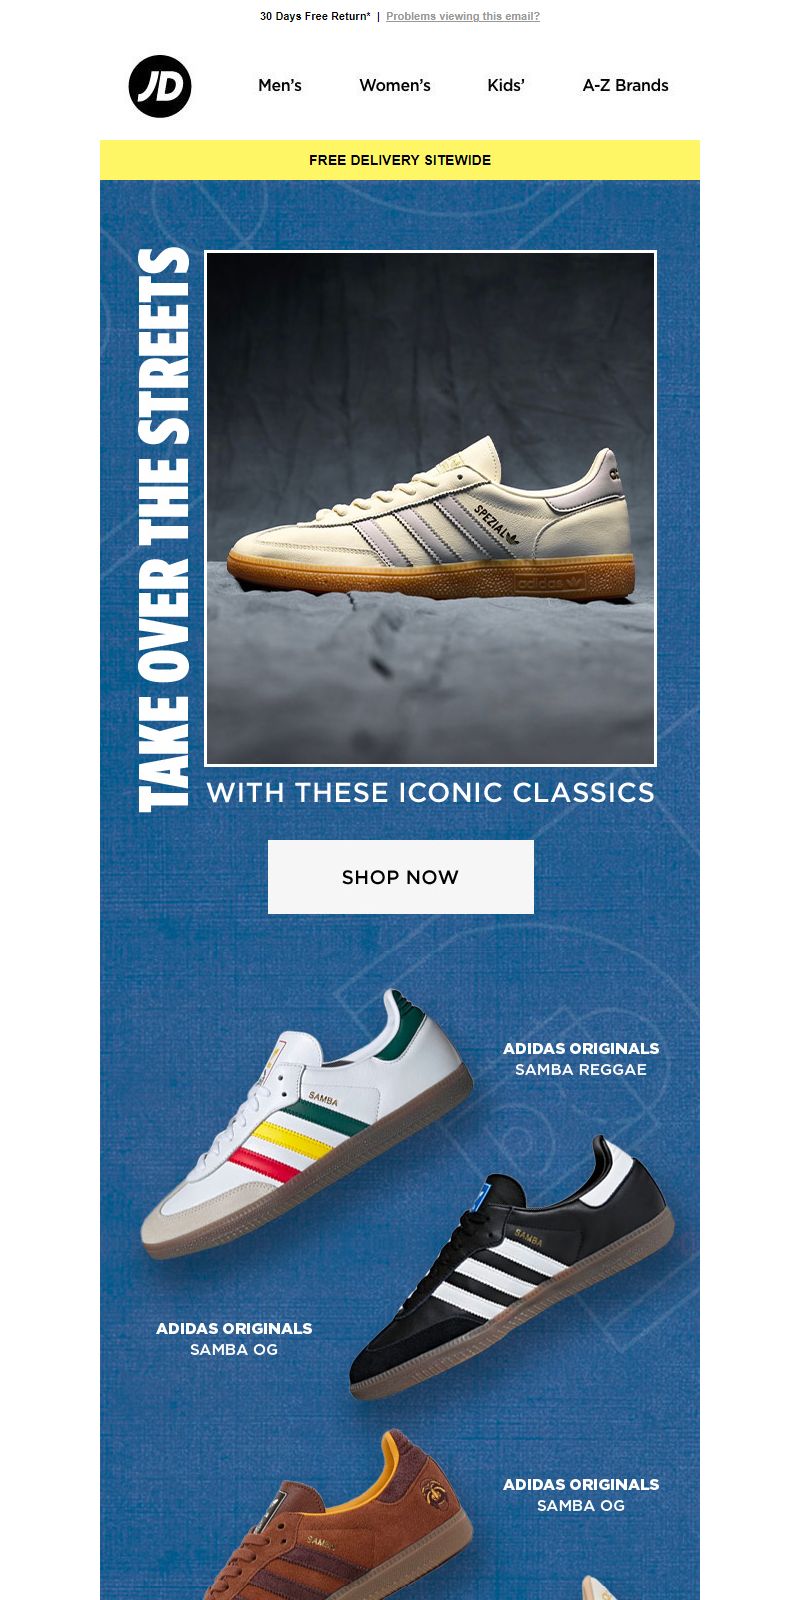 30 Days Free Return* | Problems viewing this email?
JD
Men’s Women’s Kids’ A-Z Brands
FREE DELIVERY SITEWIDE
TAKE OVER THE STREETS
SPEZIAL
adidas
WITH THESE ICONIC CLASSICS
SHOP NOW
SAMBA
ADIDAS ORIGINALS
SAMBA REGGAE
SAMBA
ADIDAS ORIGINALS
SAMBA OG
SAMBA
ADIDAS ORIGINALS
SAMBA OG